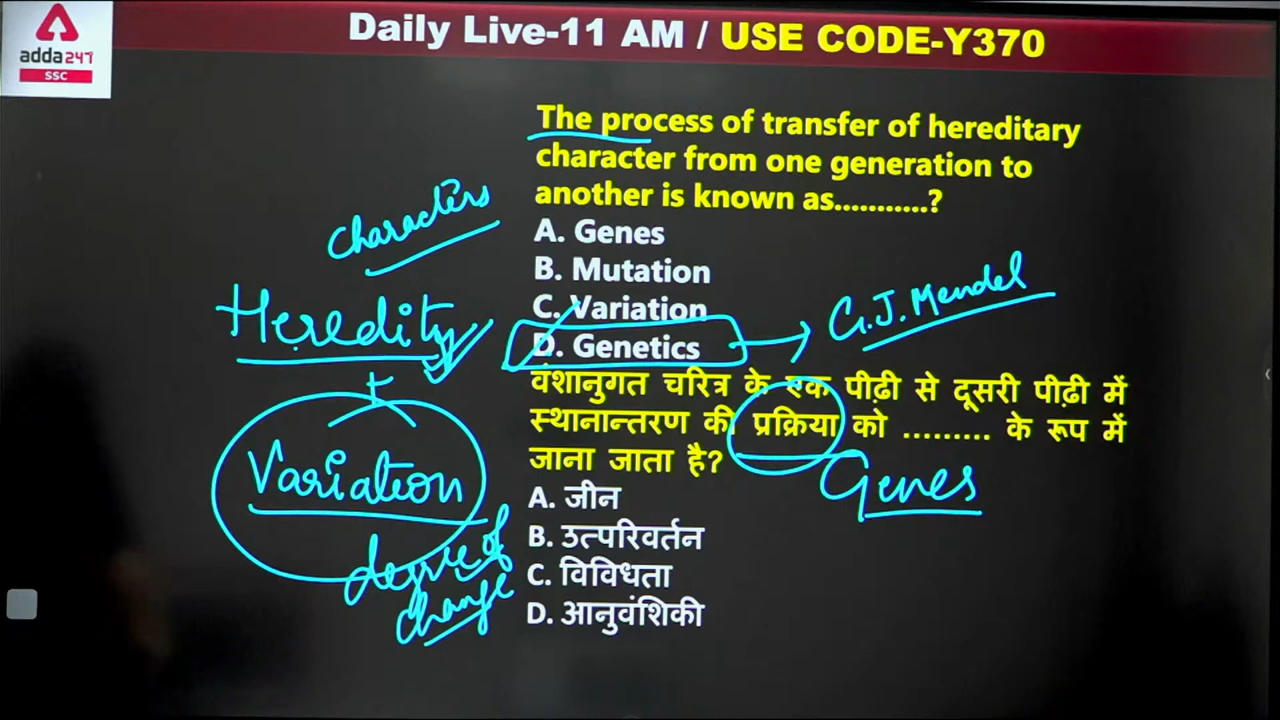 Daily Live-11 AM / USE CODE-Y370
adda247
SSC
The process of transfer of hereditary
character from one generation to
another is known as...........?
A. Genes
B. Mutation
C. Variation
D. Genetics
वंशानुगत चरित्र के एक पीढ़ी से दूसरी पीढ़ी में
स्थानान्तरण की प्रक्रिया को ......... के रूप में
जाना जाता है?
A. जीन
B. उत्परिवर्तन
C. विविधता
D. आनुवंशिकी
characters
Heredity
+
Variation
degree of
change
G.J. Mendel
Genes